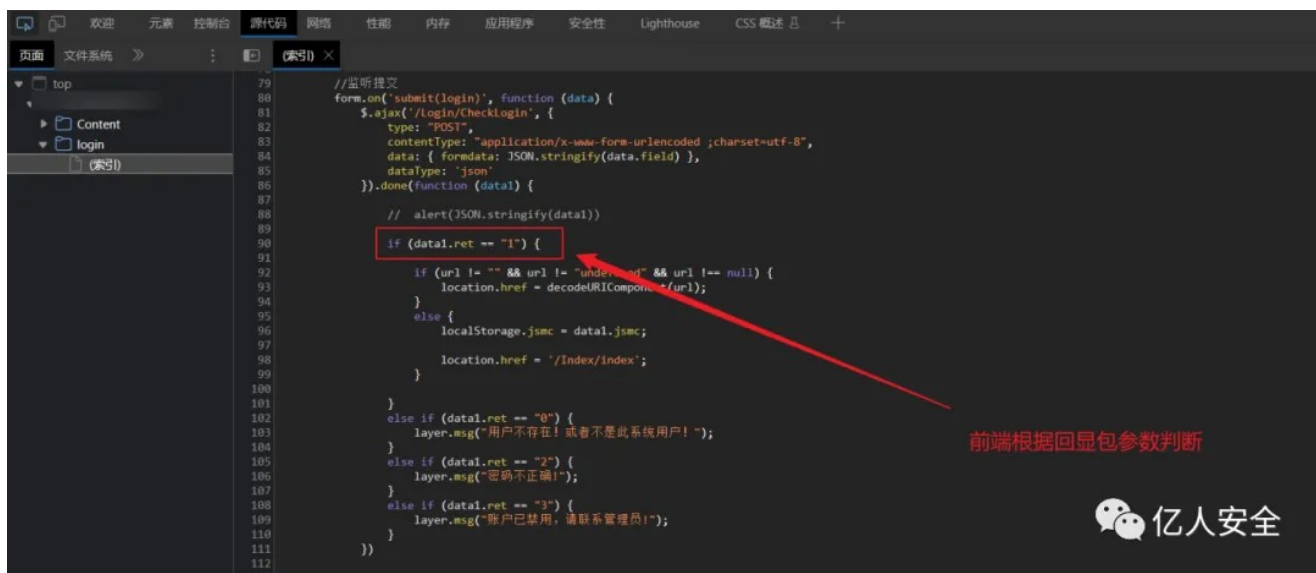 欢迎 元素 控制台 源代码 网络 性能 内存 应用程序 安全性 Lighthouse CSS 概述
页面 文件系统 (索引)
top
Content
login
(索引)
79 //监听提交
80 form.on('submit(login)', function (data) {
81 $.ajax('/Login/CheckLogin', {
82 type: "POST",
83 contentType: "application/x-www-form-urlencoded ;charset=utf-8",
84 data: { formdata: JSON.stringify(data.field) },
85 dataType: 'json'
86 }).done(function (data1) {
87
88 // alert(JSON.stringify(data1))
89
90 if (data1.ret == "1") {
91
92 if (url != "" && url != "undefined" && url !== null) {
93 location.href = decodeURIComponent(url);
94 }
95 else {
96 localStorage.jsmc = data1.jsmc;
97
98 location.href = '/Index/index';
99 }
100
101 }
102 else if (data1.ret == "0") {
103 layer.msg("用户不存在! 或者不是此系统用户! ");
104 }
105 else if (data1.ret == "2") {
106 layer.msg("密码不正确!");
107 }
108 else if (data1.ret == "3") {
109 layer.msg("账户已禁用, 请联系管理员!");
110 }
111 })
112
前端根据回显包参数判断
亿人安全